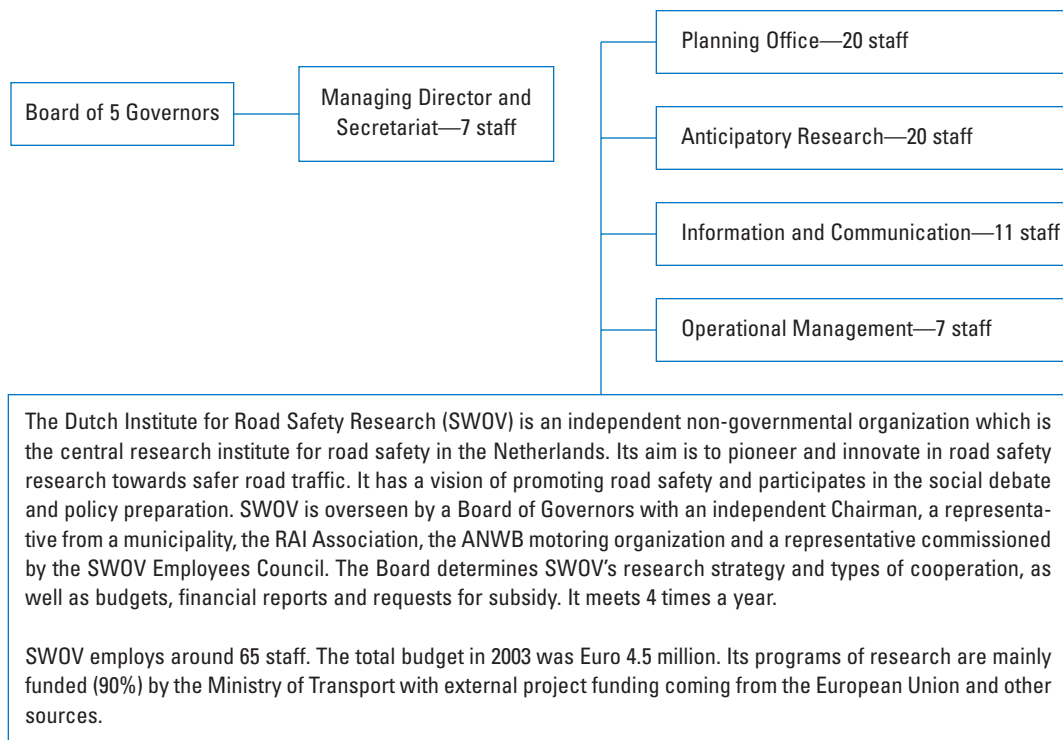 Board of 5 Governors
Managing Director and
Secretariat—7 staff
Planning Office—20 staff
Anticipatory Research—20 staff
Information and Communication—11 staff
Operational Management—7 staff
The Dutch Institute for Road Safety Research (SWOV) is an independent non-governmental organization which is
the central research institute for road safety in the Netherlands. Its aim is to pioneer and innovate in road safety
research towards safer road traffic. It has a vision of promoting road safety and participates in the social debate
and policy preparation. SWOV is overseen by a Board of Governors with an independent Chairman, a representa-
tive from a municipality, the RAI Association, the ANWB motoring organization and a representative commissioned
by the SWOV Employees Council. The Board determines SWOV's research strategy and types of cooperation, as
well as budgets, financial reports and requests for subsidy. It meets 4 times a year.
SWOV employs around 65 staff. The total budget in 2003 was Euro 4.5 million. Its programs of research are mainly
funded (90%) by the Ministry of Transport with external project funding coming from the European Union and other
sources.